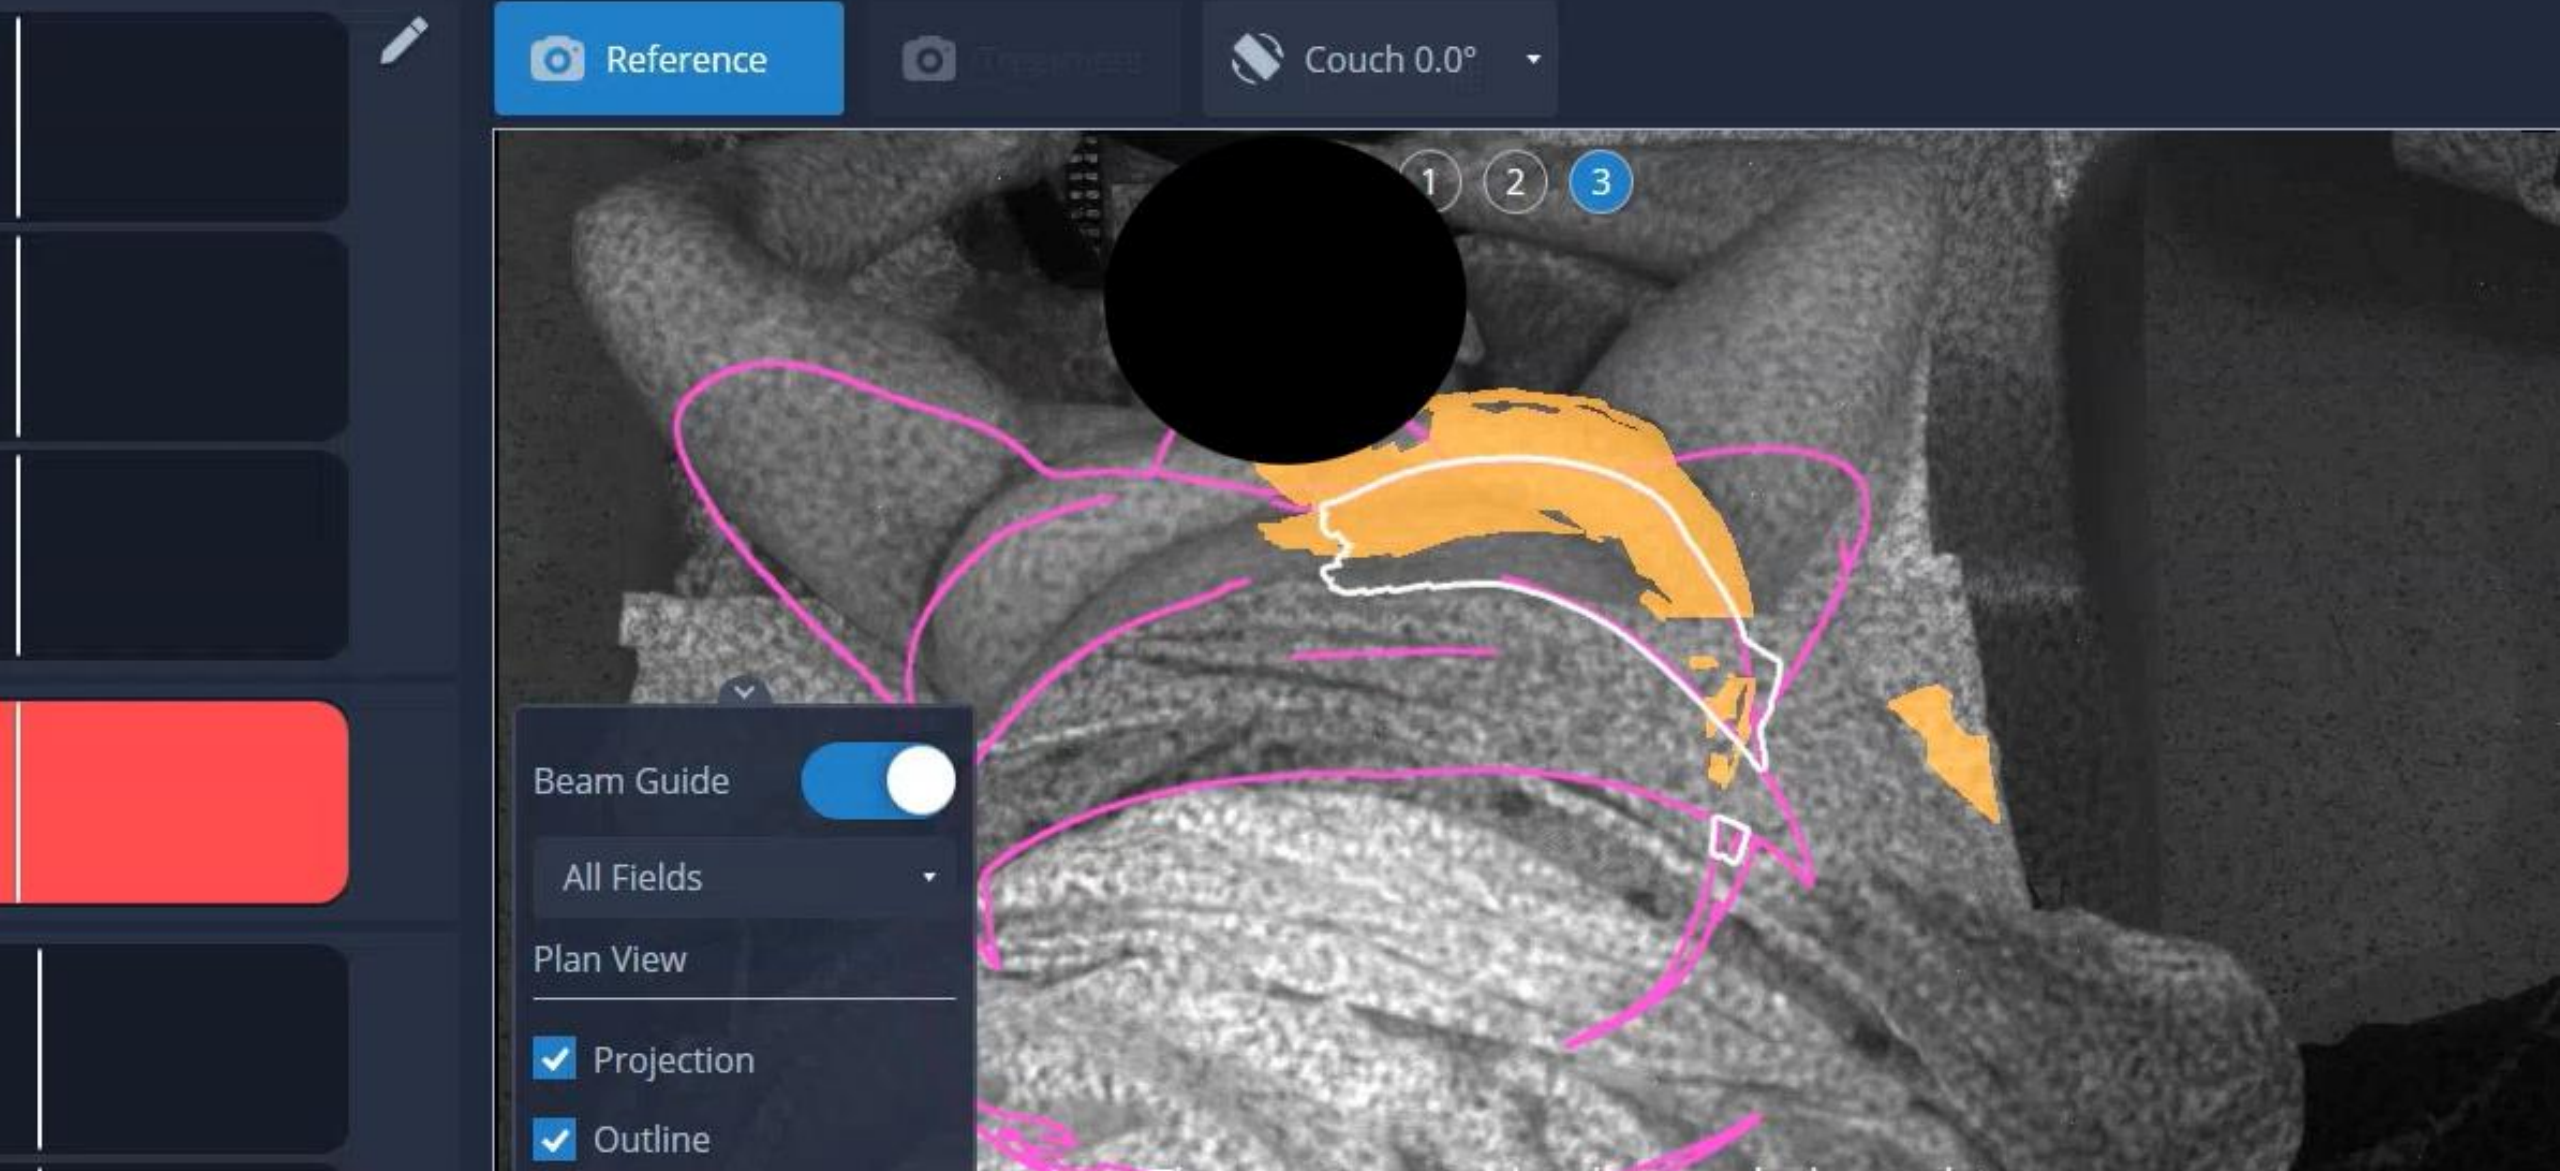 Reference
Couch 0.0°
1 2 3
Beam Guide
All Fields
Plan View
Projection
Outline